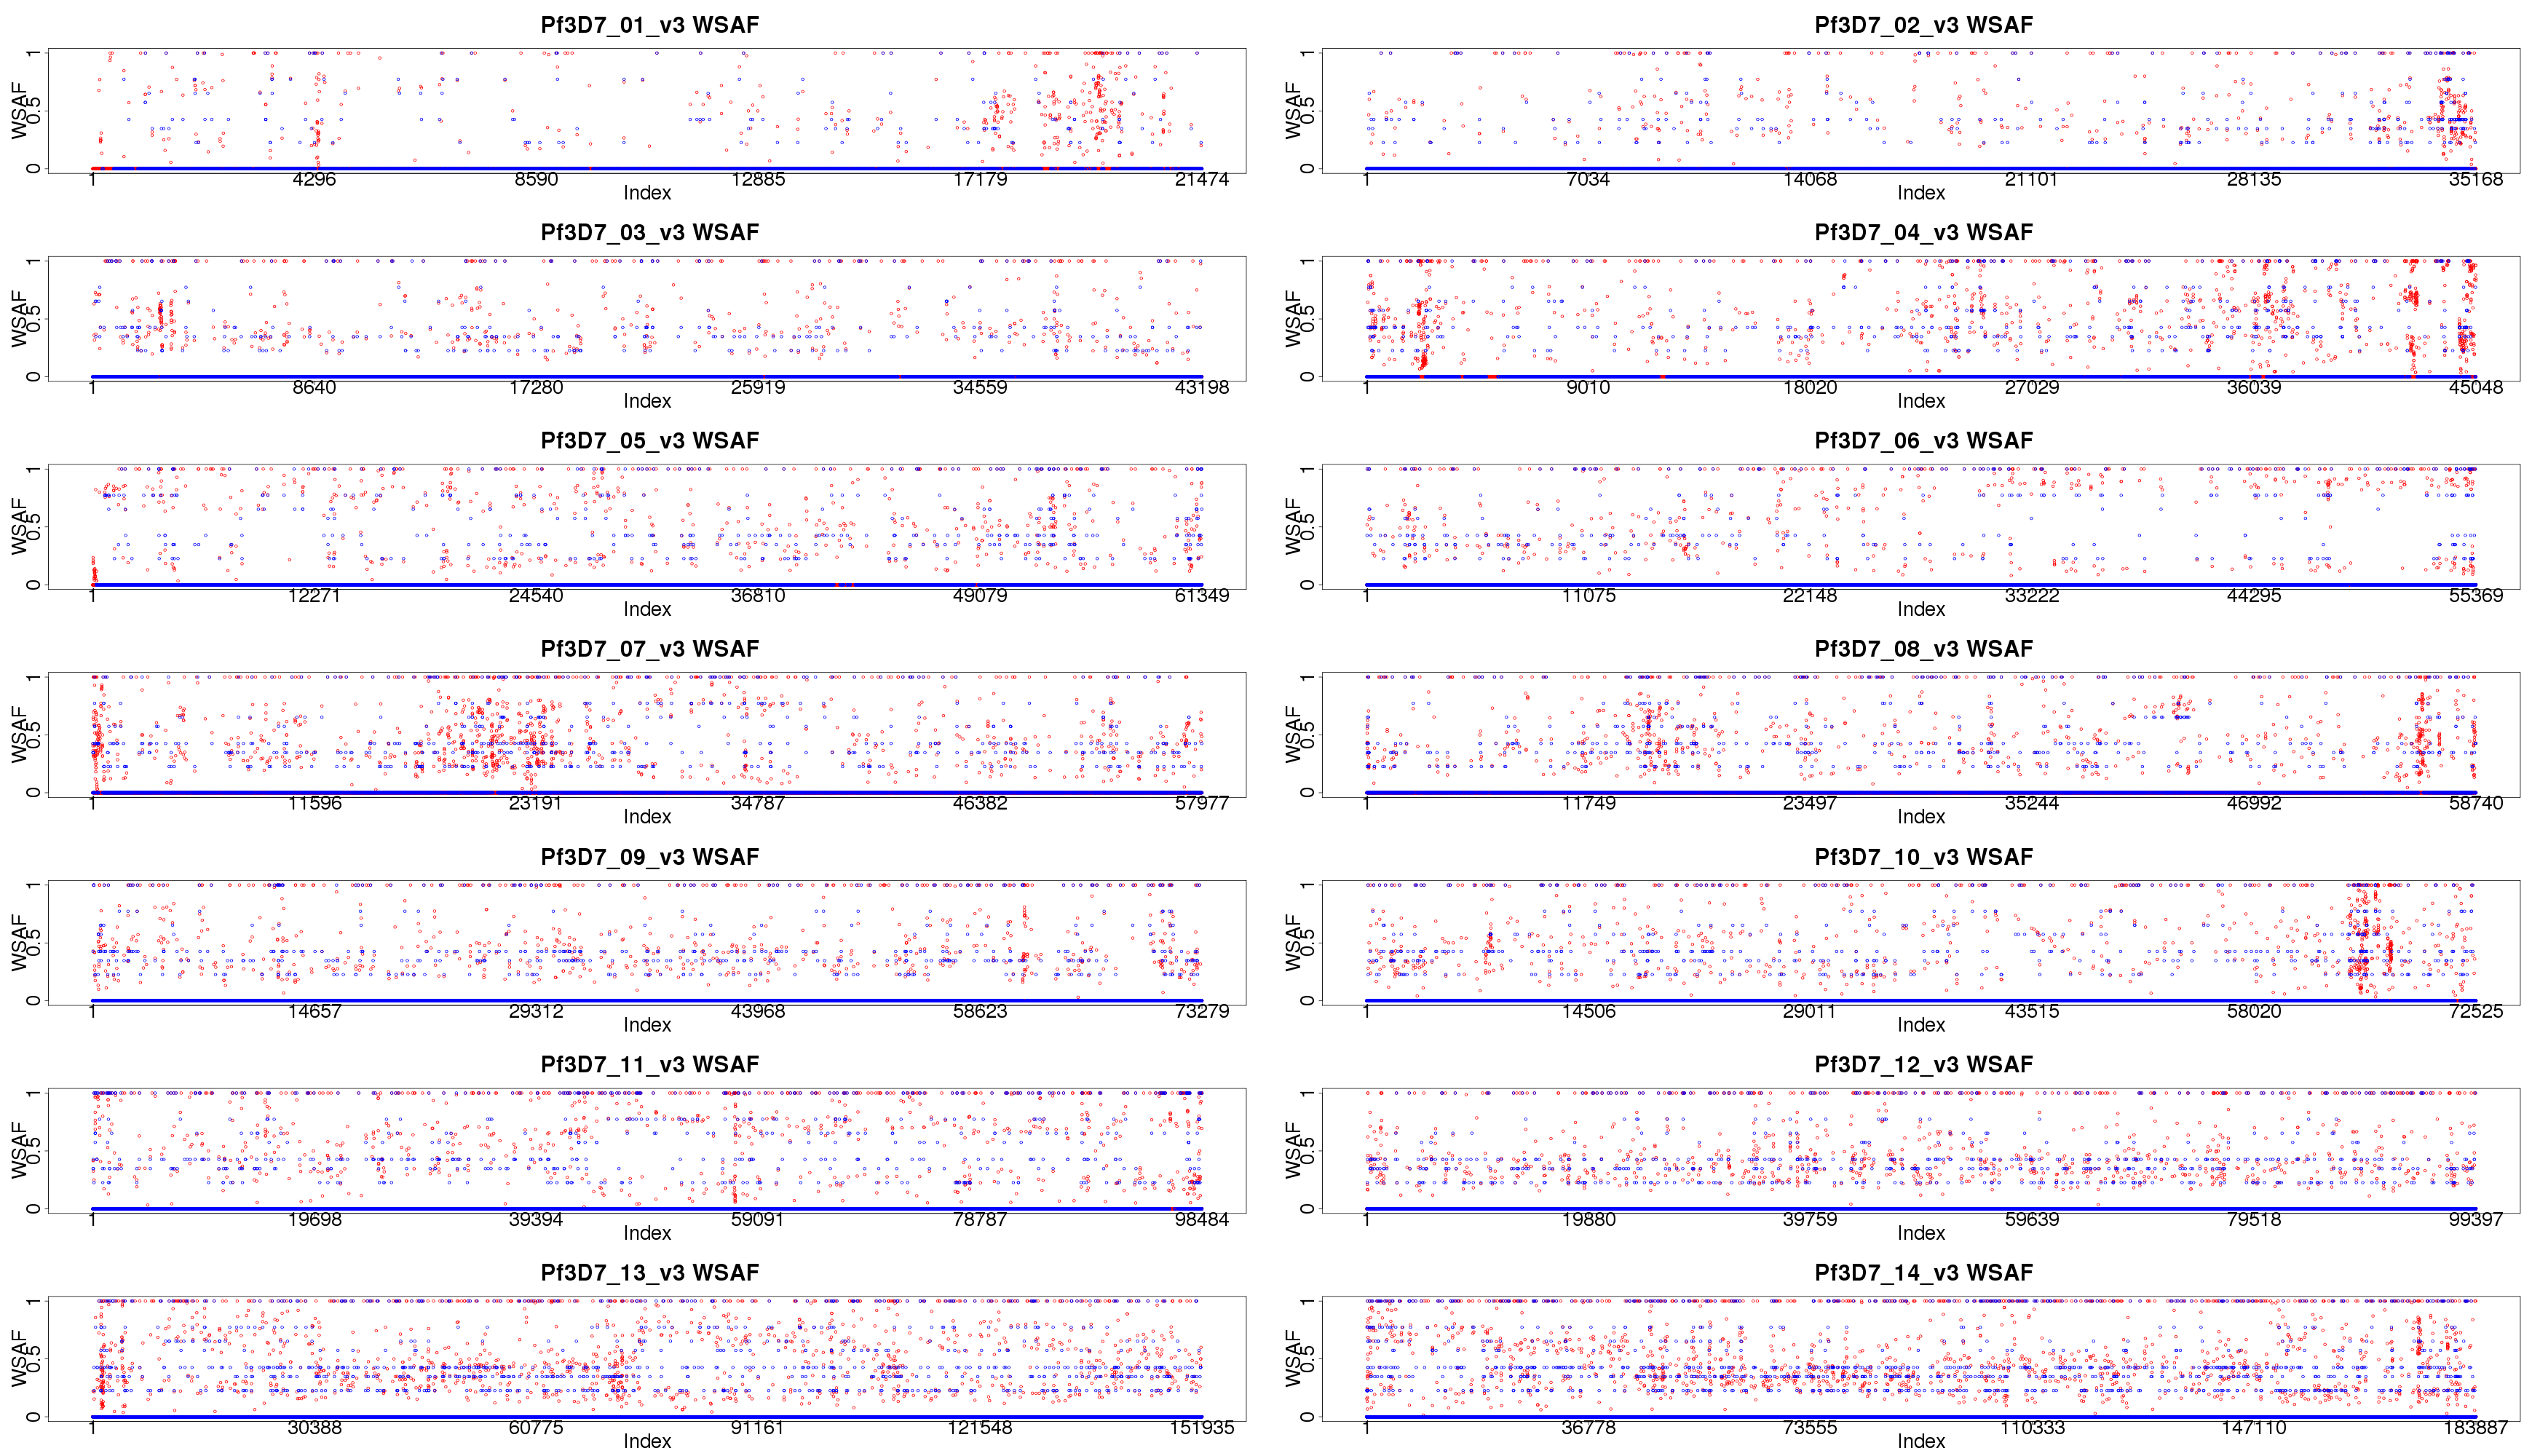 Pf3D7_01_v3 WSAF
WSAF
1
0.5
0
1 4296 8590 12885 17179 21474
Index
Pf3D7_02_v3 WSAF
WSAF
1
0.5
0
1 7034 14068 21101 28135 35168
Index
Pf3D7_03_v3 WSAF
WSAF
1
0.5
0
1 8640 17280 25919 34559 43198
Index
Pf3D7_04_v3 WSAF
WSAF
1
0.5
0
1 9010 18020 27029 36039 45048
Index
Pf3D7_05_v3 WSAF
WSAF
1
0.5
0
1 12271 24540 36810 49079 61349
Index
Pf3D7_06_v3 WSAF
WSAF
1
0.5
0
1 11075 22148 33222 44295 55369
Index
Pf3D7_07_v3 WSAF
WSAF
1
0.5
0
1 11596 23191 34787 46382 57977
Index
Pf3D7_08_v3 WSAF
WSAF
1
0.5
0
1 11749 23497 35244 46992 58740
Index
Pf3D7_09_v3 WSAF
WSAF
1
0.5
0
1 14657 29312 43968 58623 73279
Index
Pf3D7_10_v3 WSAF
WSAF
1
0.5
0
1 14506 29011 43515 58020 72525
Index
Pf3D7_11_v3 WSAF
WSAF
1
0.5
0
1 19698 39394 59091 78787 98484
Index
Pf3D7_12_v3 WSAF
WSAF
1
0.5
0
1 19880 39759 59639 79518 99397
Index
Pf3D7_13_v3 WSAF
WSAF
1
0.5
0
1 30388 60775 91161 121548 151935
Index
Pf3D7_14_v3 WSAF
WSAF
1
0.5
0
1 36778 73555 110333 147110 183887
Index